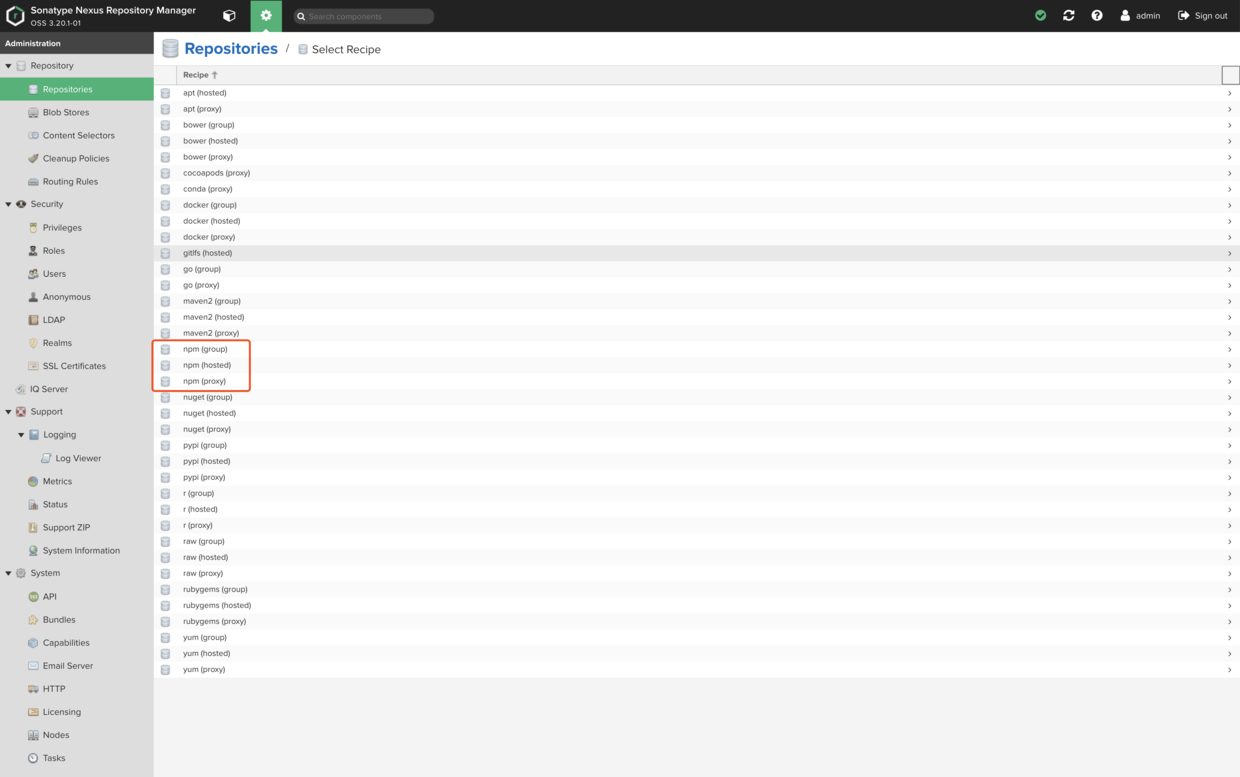 Sonatype Nexus Repository Manager
OSS 3.20.1-01
Search components
admin
Sign out
Administration
Repository
Repositories
Blob Stores
Content Selectors
Cleanup Policies
Routing Rules
Security
Privileges
Roles
Users
Anonymous
LDAP
Realms
SSL Certificates
IQ Server
Support
Logging
Log Viewer
Metrics
Status
Support ZIP
System Information
System
API
Bundles
Capabilities
Email Server
HTTP
Licensing
Nodes
Tasks
Repositories / Select Recipe
Recipe
apt (hosted)
apt (proxy)
bower (group)
bower (hosted)
bower (proxy)
cocoapods (proxy)
conda (proxy)
docker (group)
docker (hosted)
docker (proxy)
gitlfs (hosted)
go (group)
go (proxy)
maven2 (group)
maven2 (hosted)
maven2 (proxy)
npm (group)
npm (hosted)
npm (proxy)
nuget (group)
nuget (hosted)
nuget (proxy)
pypi (group)
pypi (hosted)
pypi (proxy)
r (group)
r (hosted)
r (proxy)
raw (group)
raw (hosted)
raw (proxy)
rubygems (group)
rubygems (hosted)
rubygems (proxy)
yum (group)
yum (hosted)
yum (proxy)